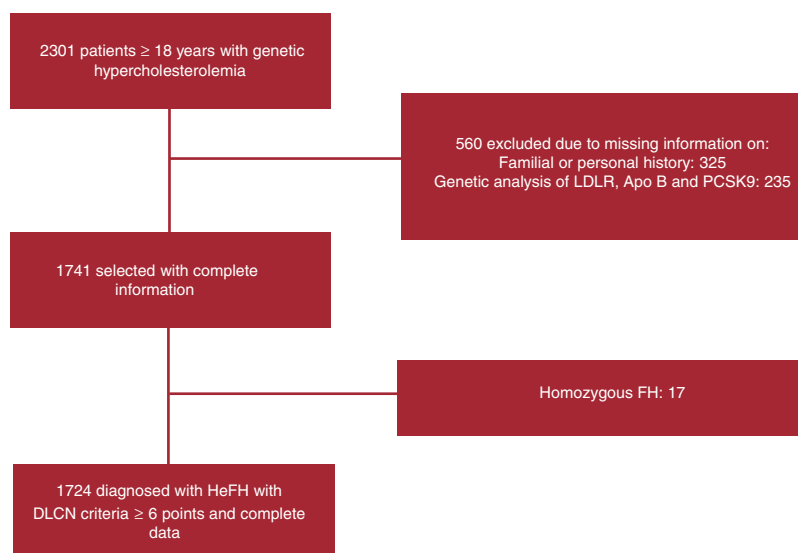 2301 patients ≥ 18 years with genetic
hypercholesterolemia
560 excluded due to missing information on:
Familial or personal history: 325
Genetic analysis of LDLR, Apo B and PCSK9: 235
1741 selected with complete
information
Homozygous FH: 17
1724 diagnosed with HeFH with
DLCN criteria ≥ 6 points and complete
data